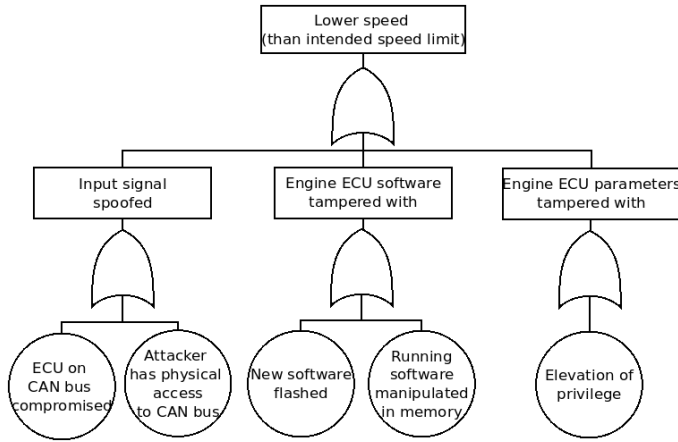 Lower speed
(than intended speed limit)
Input signal
spoofed
Engine ECU software
tampered with
Engine ECU parameters
tampered with
ECU on
CAN bus
compromised
Attacker
has physical
access
to CAN bus
New software
flashed
Running
software
manipulated
in memory
Elevation of
privilege